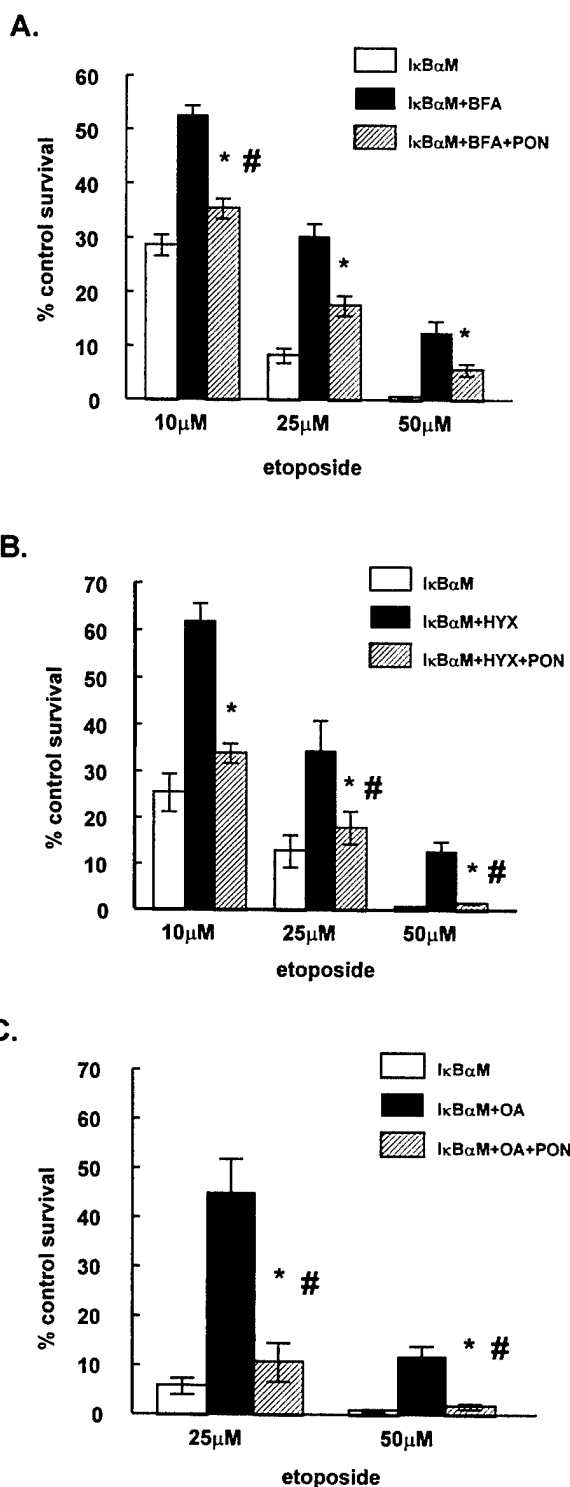 A.
IκBαM
IκBαM+BFA
IκBαM+BFA+PON
% control survival
60
50
40
30
20
10
0
* #
*
*
10μM 25μM 50μM
etoposide
B.
IκBαM
IκBαM+HYX
IκBαM+HYX+PON
% control survival
70
60
50
40
30
20
10
0
*
* #
* #
10μM 25μM 50μM
etoposide
C.
IκBαM
IκBαM+OA
IκBαM+OA+PON
% control survival
70
60
50
40
30
20
10
0
* #
* #
25μM 50μM
etoposide